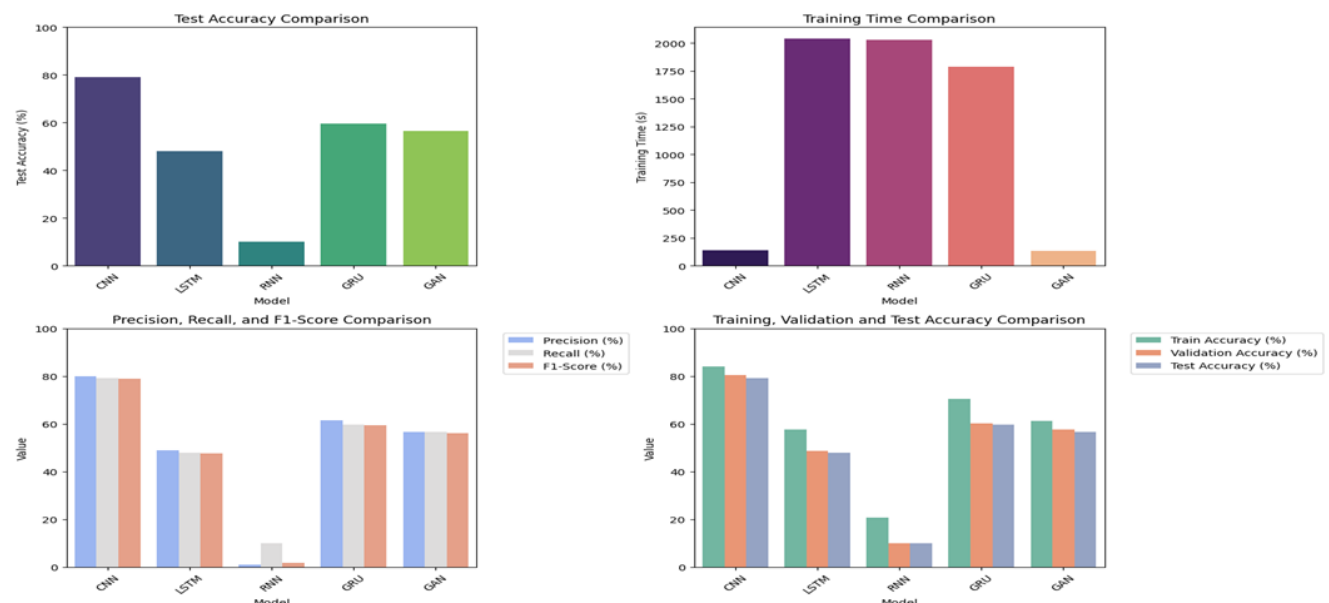 Test Accuracy Comparison
100
80
60
40
20
0
Test Accuracy (%)
CNN
LSTM
RNN
GRU
GAN
Model
Training Time Comparison
2000
1750
1500
1250
1000
750
500
250
0
Training Time (s)
CNN
LSTM
RNN
GRU
GAN
Model
Precision, Recall, and F1-Score Comparison
100
80
60
40
20
0
Value
CNN
LSTM
RNN
GRU
GAN
Model
Precision (%)
Recall (%)
F1-Score (%)
Training, Validation and Test Accuracy Comparison
100
80
60
40
20
0
Value
CNN
LSTM
RNN
GRU
GAN
Model
Train Accuracy (%)
Validation Accuracy (%)
Test Accuracy (%)